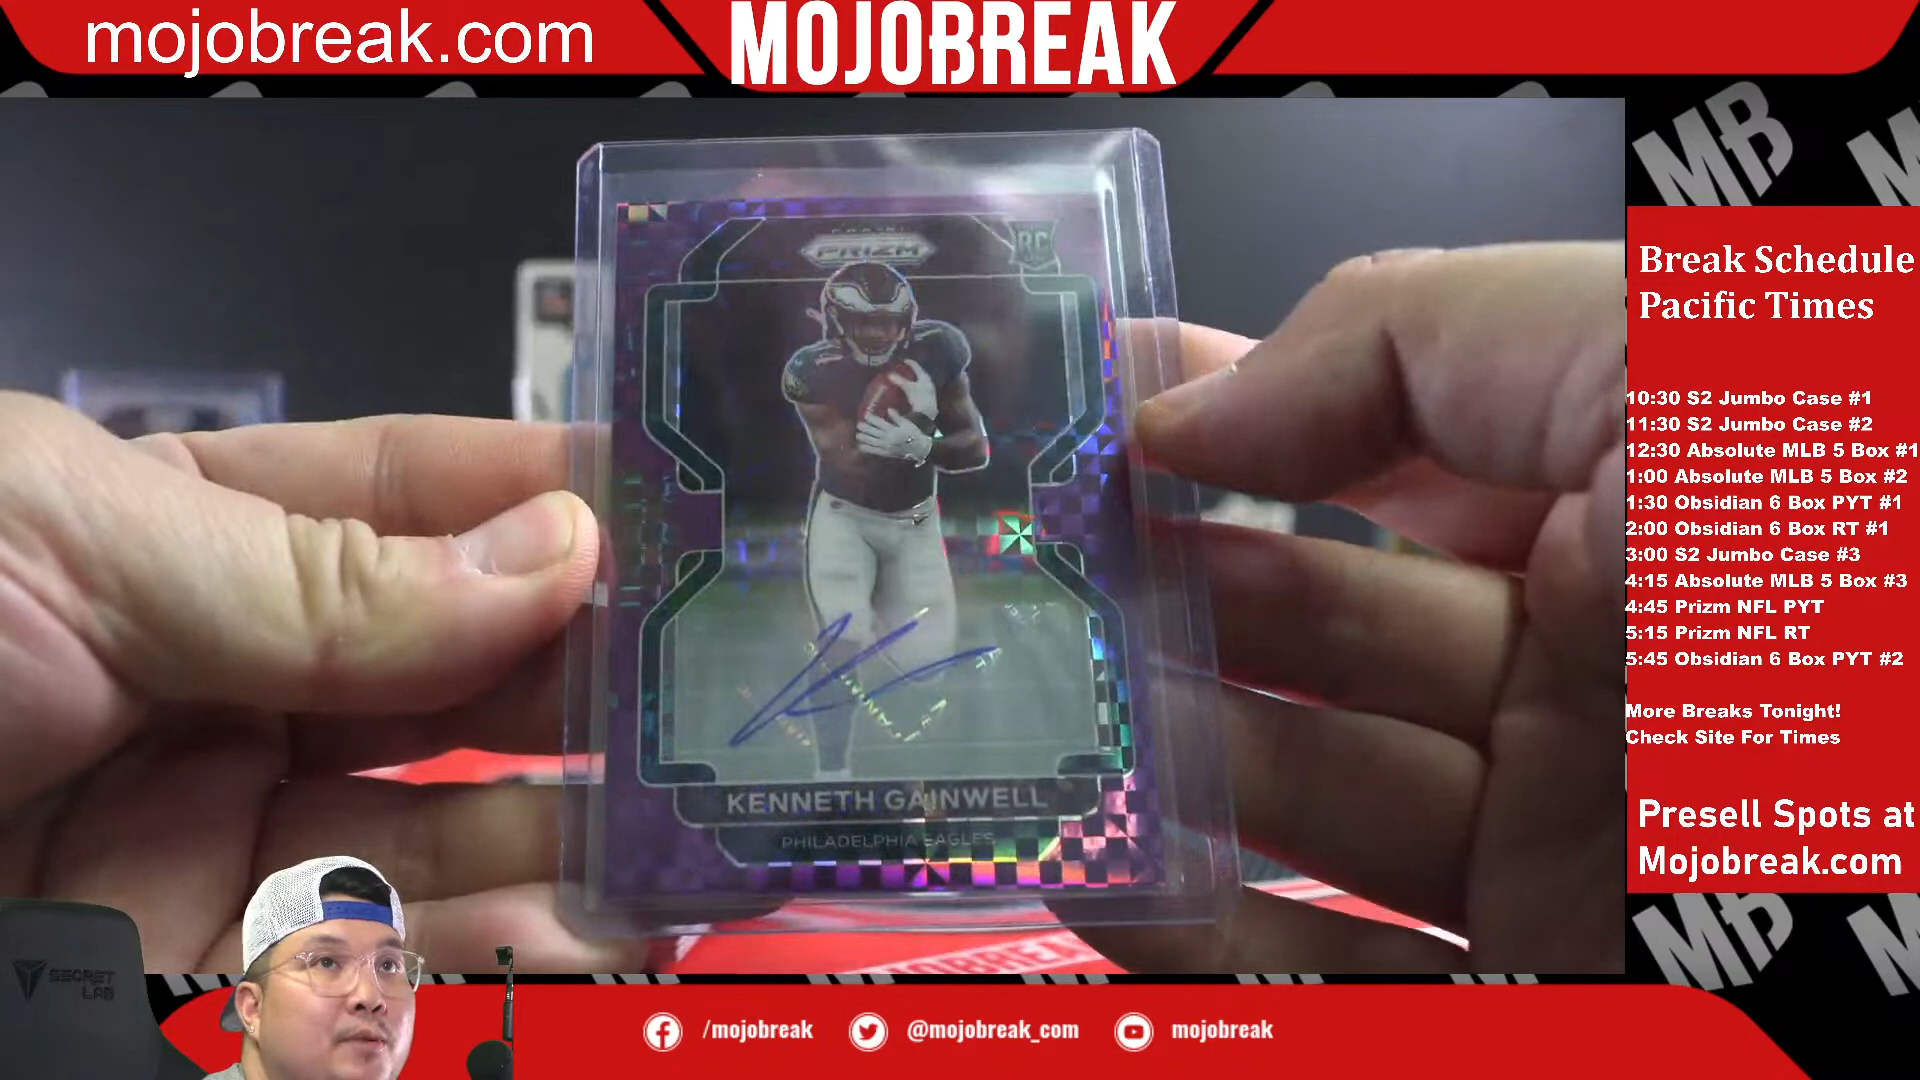 mojobreak.com
MOJOBREAK
MB
PRIZM
RC
KENNETH GAINWELL
PHILADELPHIA EAGLES
Break Schedule
Pacific Times
10:30 S2 Jumbo Case #1
11:30 S2 Jumbo Case #2
12:30 Absolute MLB 5 Box #1
1:00 Absolute MLB 5 Box #2
1:30 Obsidian 6 Box PYT #1
2:00 Obsidian 6 Box RT #1
3:00 S2 Jumbo Case #3
4:15 Absolute MLB 5 Box #3
4:45 Prizm NFL PYT
5:15 Prizm NFL RT
5:45 Obsidian 6 Box PYT #2
More Breaks Tonight!
Check Site For Times
Presell Spots at
Mojobreak.com
MB
SECRET
LAB
MOJOBREAK
/mojobreak
@mojobreak_com
mojobreak